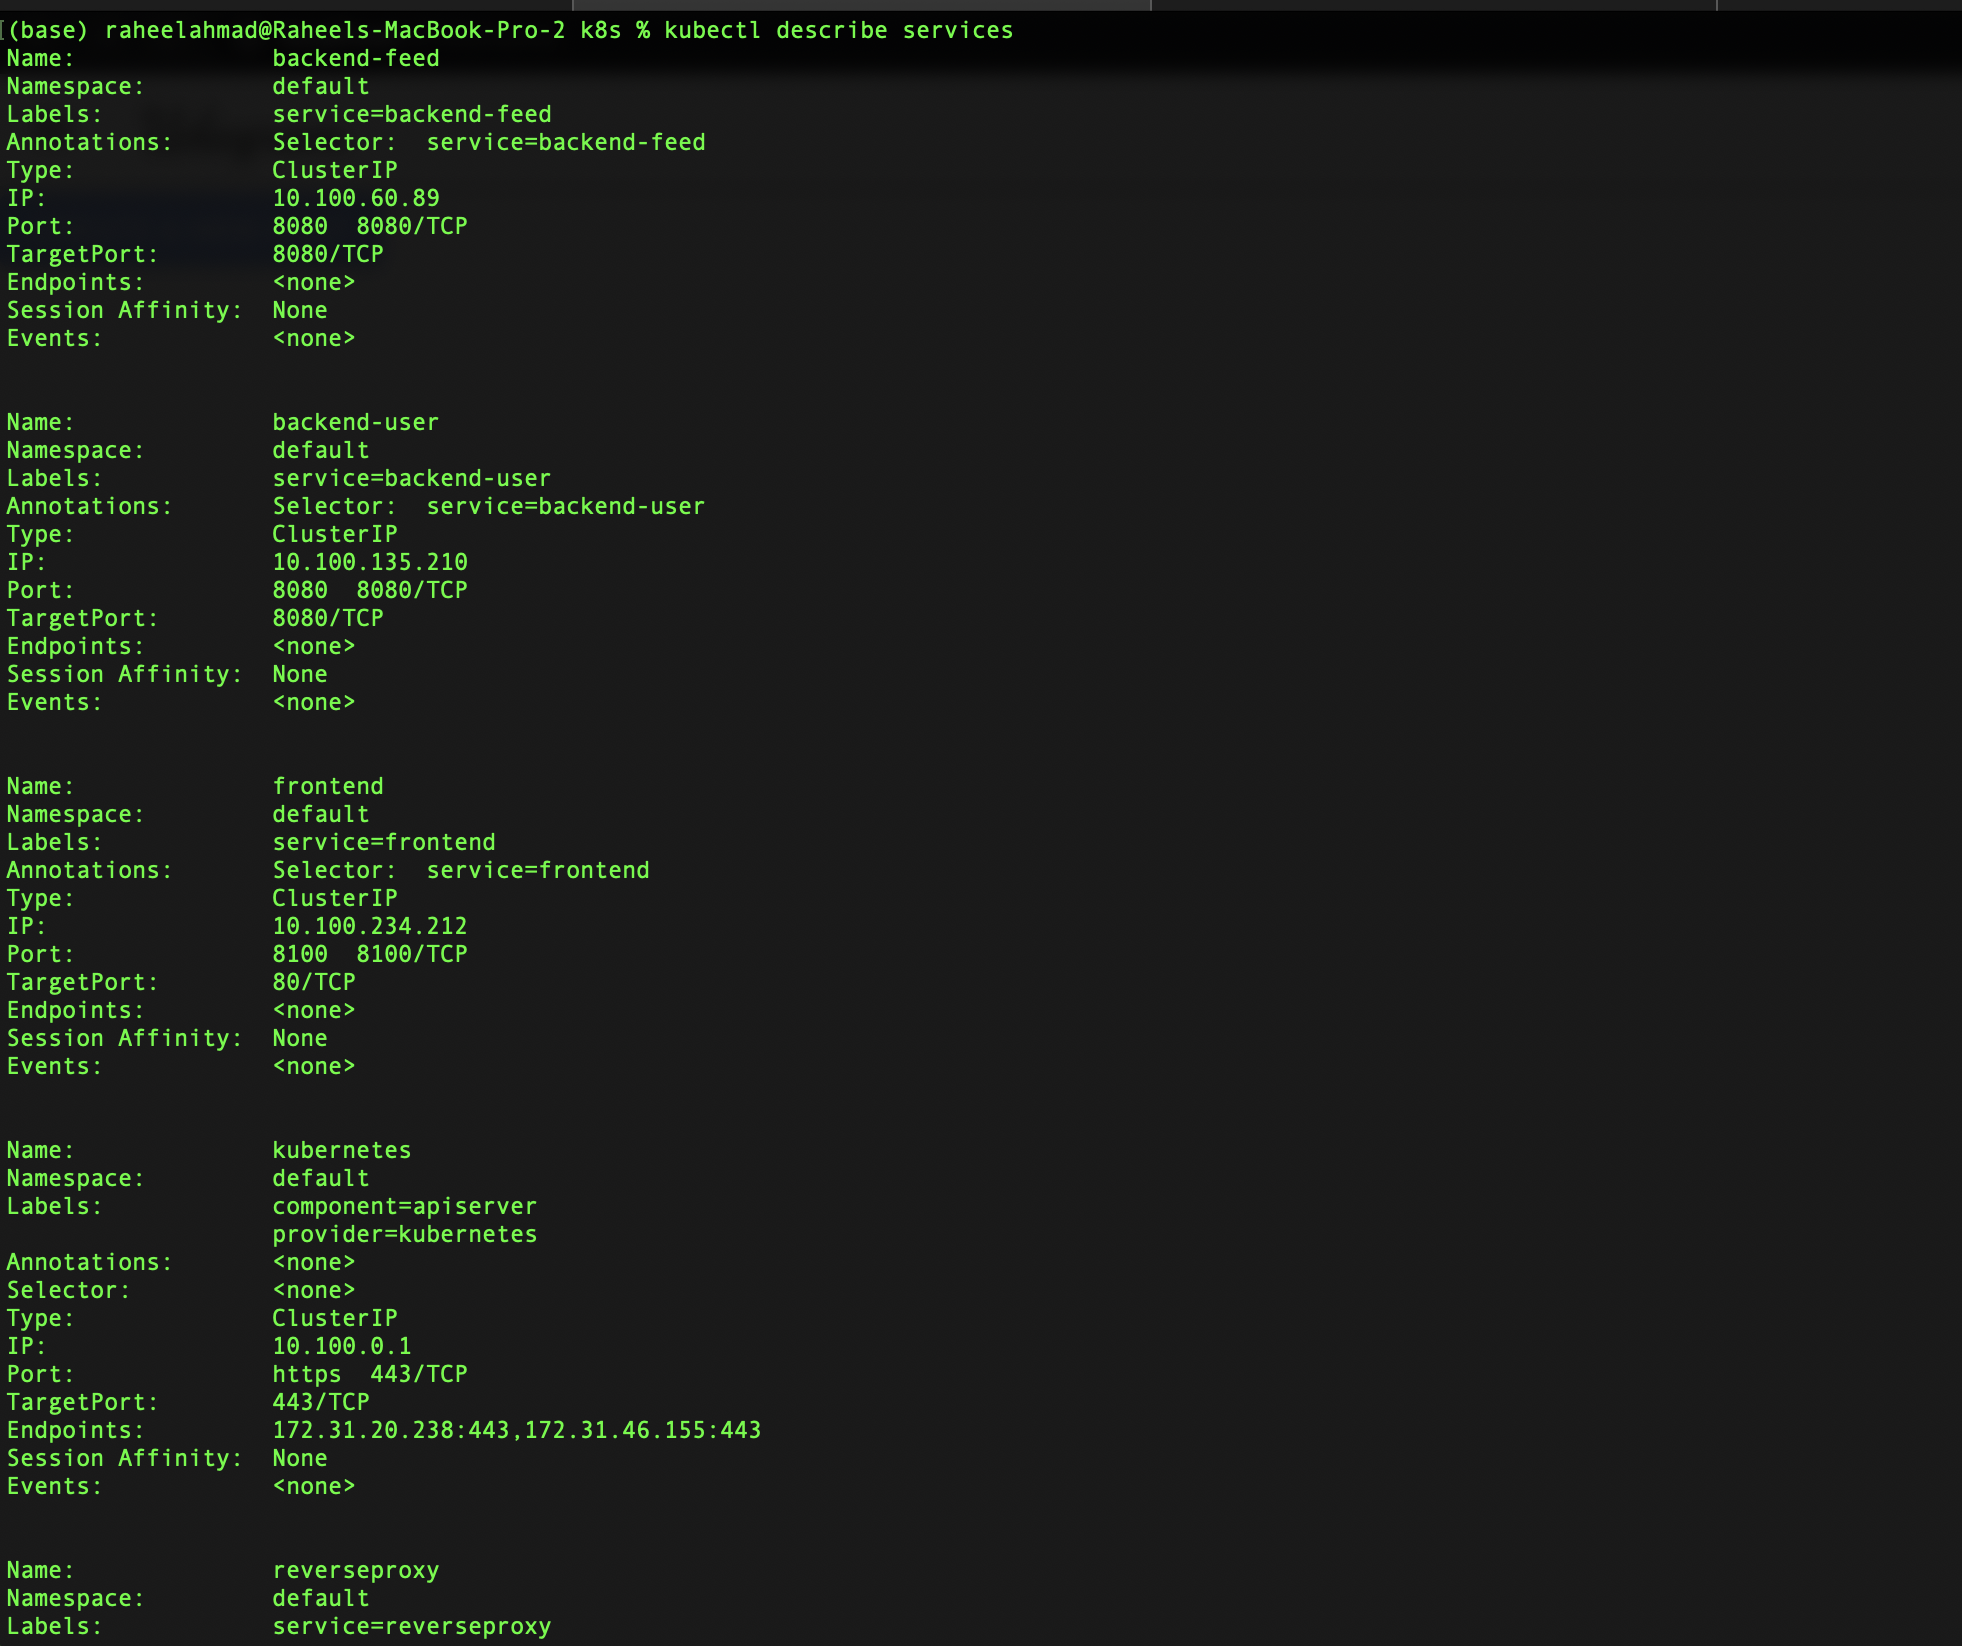 (base) raheelahmad@Raheels-MacBook-Pro-2 k8s % kubectl describe services
Name:              backend-feed
Namespace:         default
Labels:            service=backend-feed
Annotations:       Selector:  service=backend-feed
Type:              ClusterIP
IP:                10.100.60.89
Port:              8080  8080/TCP
TargetPort:        8080/TCP
Endpoints:         <none>
Session Affinity:  None
Events:            <none>
Name:              backend-user
Namespace:         default
Labels:            service=backend-user
Annotations:       Selector:  service=backend-user
Type:              ClusterIP
IP:                10.100.135.210
Port:              8080  8080/TCP
TargetPort:        8080/TCP
Endpoints:         <none>
Session Affinity:  None
Events:            <none>
Name:              frontend
Namespace:         default
Labels:            service=frontend
Annotations:       Selector:  service=frontend
Type:              ClusterIP
IP:                10.100.234.212
Port:              8100  8100/TCP
TargetPort:        80/TCP
Endpoints:         <none>
Session Affinity:  None
Events:            <none>
Name:              kubernetes
Namespace:         default
Labels:            component=apiserver
                   provider=kubernetes
Annotations:       <none>
Selector:          <none>
Type:              ClusterIP
IP:                10.100.0.1
Port:              https  443/TCP
TargetPort:        443/TCP
Endpoints:         172.31.20.238:443,172.31.46.155:443
Session Affinity:  None
Events:            <none>
Name:              reverseproxy
Namespace:         default
Labels:            service=reverseproxy